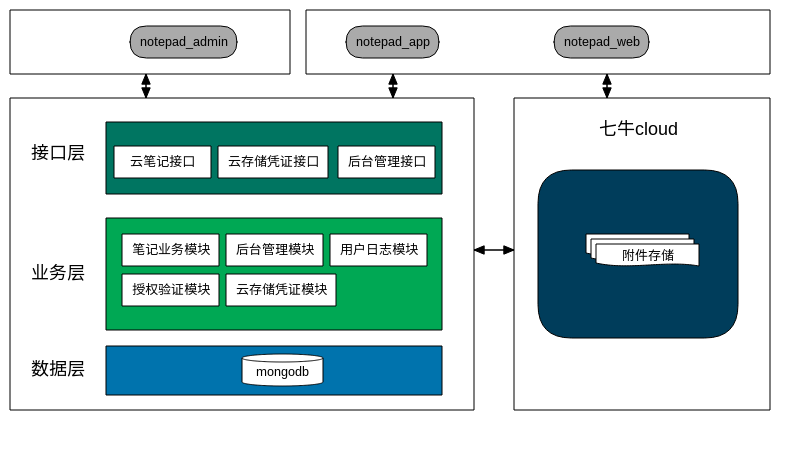 notepad_admin
notepad_app
notepad_web
接口层
云笔记接口
云存储凭证接口
后台管理接口
业务层
笔记业务模块
后台管理模块
用户日志模块
授权验证模块
云存储凭证模块
数据层
mongodb
七牛cloud
附件存储